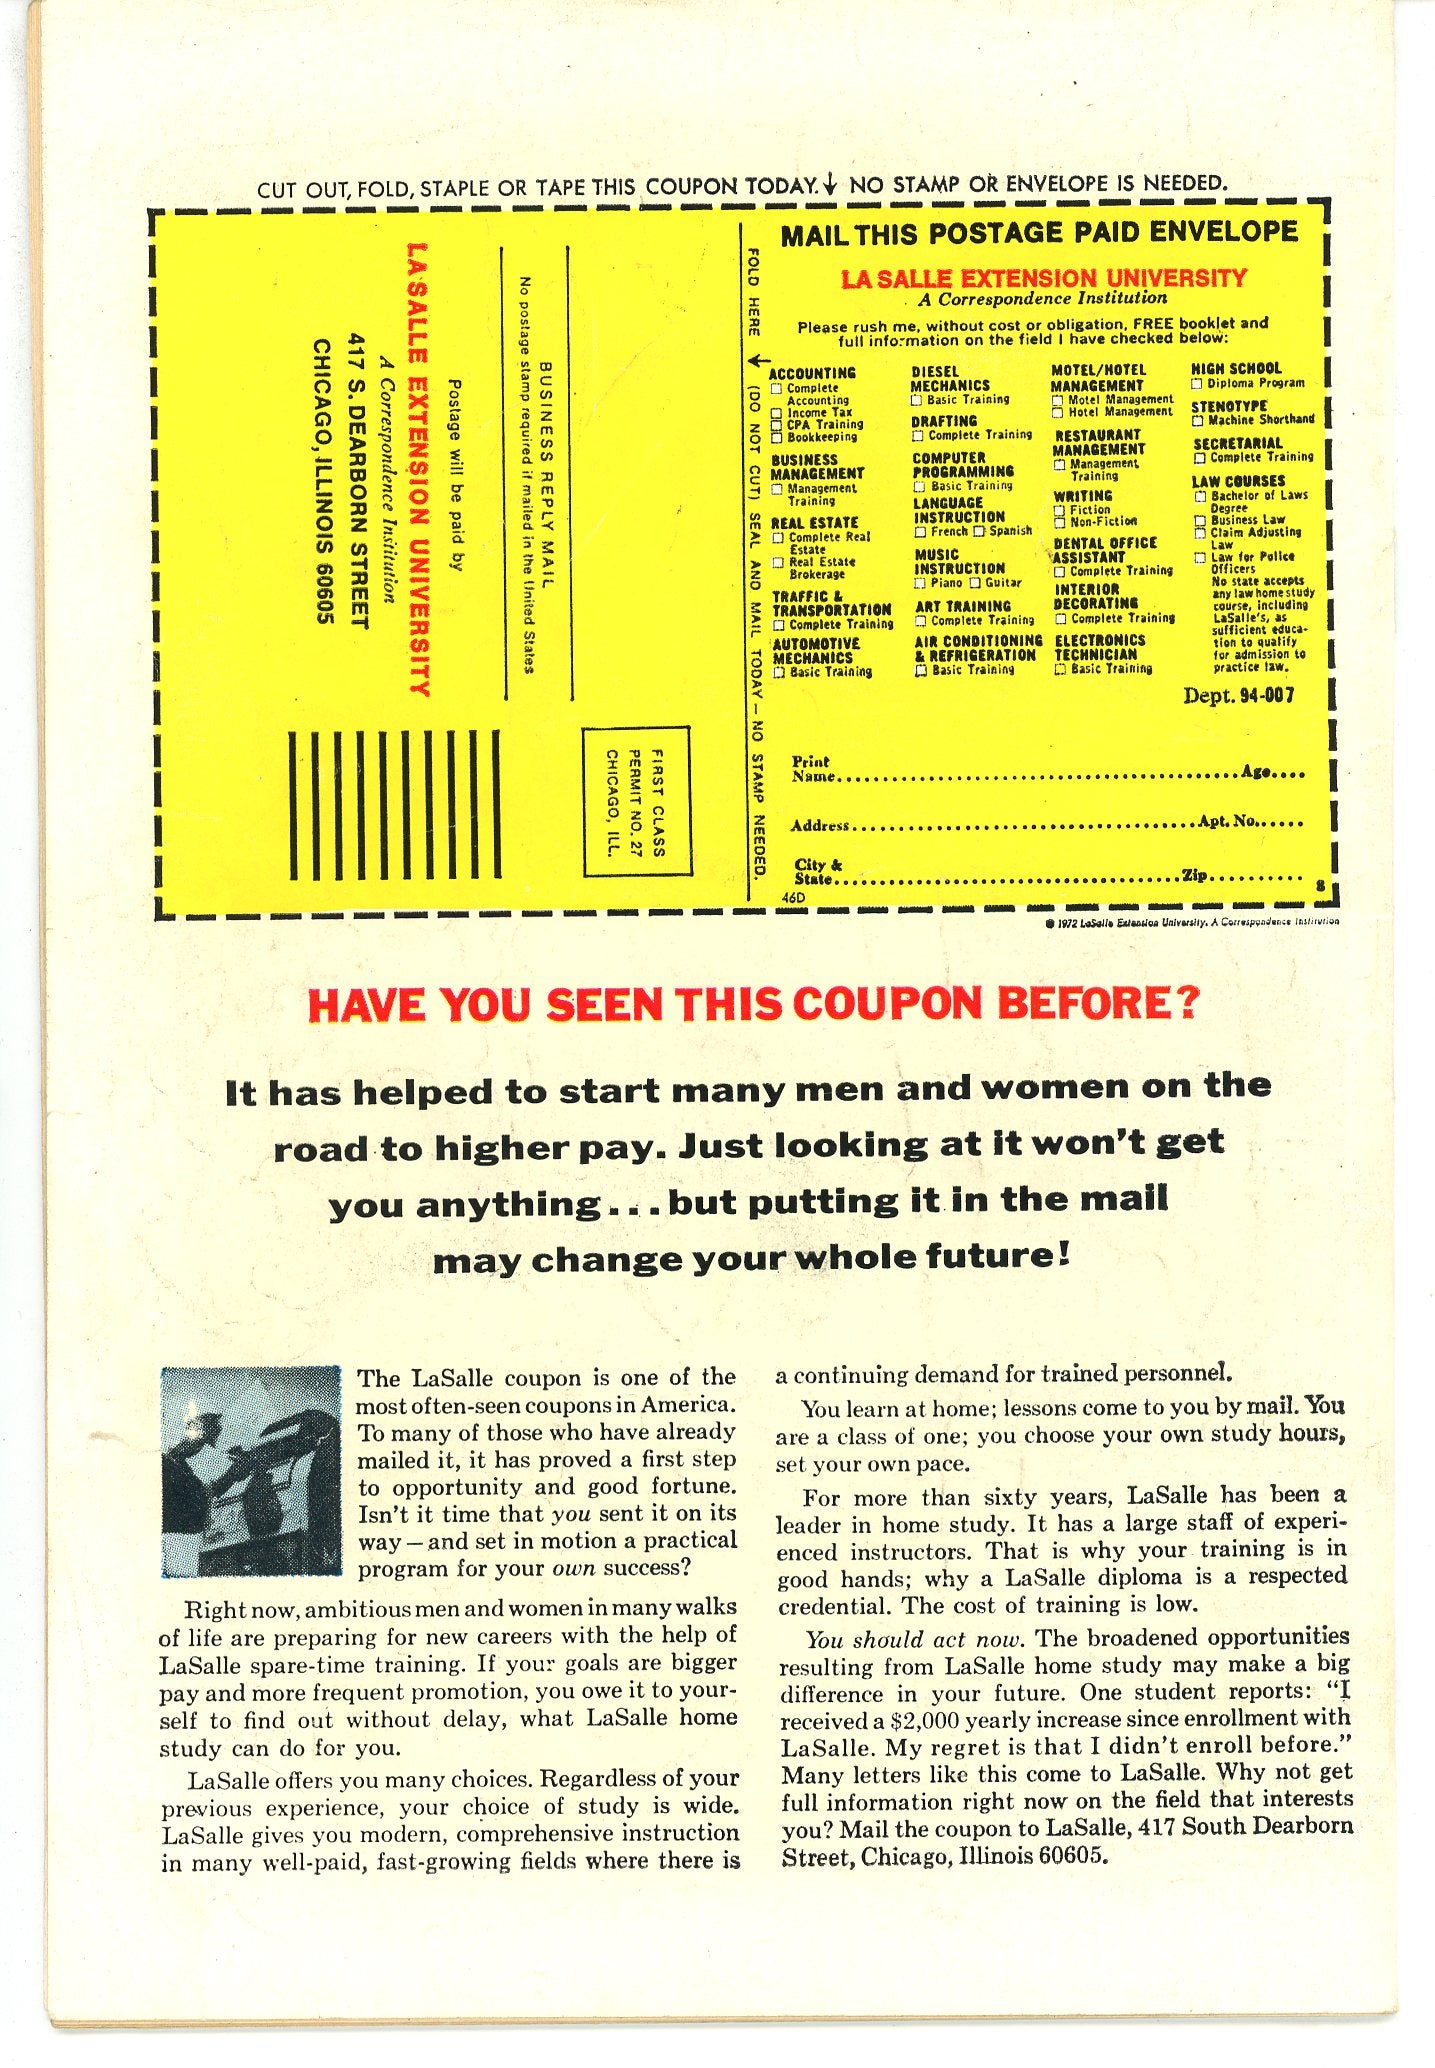 CUT OUT, FOLD, STAPLE OR TAPE THIS COUPON TODAY.↓ NO STAMP OR ENVELOPE IS NEEDED.
BUSINESS REPLY MAIL
No postage stamp required if mailed in the United States
Postage will be paid by
LA SALLE EXTENSION UNIVERSITY
A Correspondence Institution
417 S. DEARBORN STREET
CHICAGO, ILLINOIS 60605
FIRST CLASS
PERMIT NO. 27
CHICAGO, ILL.
FOLD HERE ← (DO NOT CUT) SEAL AND MAIL TODAY — NO STAMP NEEDED.
MAIL THIS POSTAGE PAID ENVELOPE
LA SALLE EXTENSION UNIVERSITY
A Correspondence Institution
Please rush me, without cost or obligation, FREE booklet and
full information on the field I have checked below:
ACCOUNTING
☐ Complete
Accounting
☐ Income Tax
☐ CPA Training
☐ Bookkeeping
BUSINESS
MANAGEMENT
☐ Management
Training
REAL ESTATE
☐ Complete Real
Estate
☐ Real Estate
Brokerage
TRAFFIC &
TRANSPORTATION
☐ Complete Training
AUTOMOTIVE
MECHANICS
☐ Basic Training
DIESEL
MECHANICS
☐ Basic Training
DRAFTING
☐ Complete Training
COMPUTER
PROGRAMMING
☐ Basic Training
LANGUAGE
INSTRUCTION
☐ French ☐ Spanish
MUSIC
INSTRUCTION
☐ Piano ☐ Guitar
ART TRAINING
☐ Complete Training
AIR CONDITIONING
& REFRIGERATION
☐ Basic Training
MOTEL/HOTEL
MANAGEMENT
☐ Motel Management
☐ Hotel Management
RESTAURANT
MANAGEMENT
☐ Management
Training
WRITING
☐ Fiction
☐ Non-Fiction
DENTAL OFFICE
ASSISTANT
☐ Complete Training
INTERIOR
DECORATING
☐ Complete Training
ELECTRONICS
TECHNICIAN
☐ Basic Training
HIGH SCHOOL
☐ Diploma Program
STENOTYPE
☐ Machine Shorthand
SECRETARIAL
☐ Complete Training
LAW COURSES
☐ Bachelor of Laws
Degree
☐ Business Law
☐ Claim Adjusting
Law
☐ Law for Police
Officers
No state accepts
any law home study
course, including
LaSalle's, as
sufficient educa-
tion to qualify
for admission to
practice law.
Dept. 94-007
Print
Name.......... Age....
Address.......... Apt. No......
City &
State.......... Zip..........
46D
8
© 1972 LaSalle Extension University. A Correspondence Institution
HAVE YOU SEEN THIS COUPON BEFORE?
It has helped to start many men and women on the
road to higher pay. Just looking at it won't get
you anything...but putting it in the mail
may change your whole future!
The LaSalle coupon is one of the
most often-seen coupons in America.
To many of those who have already
mailed it, it has proved a first step
to opportunity and good fortune.
Isn't it time that you sent it on its
way—and set in motion a practical
program for your own success?
Right now, ambitious men and women in many walks
of life are preparing for new careers with the help of
LaSalle spare-time training. If your goals are bigger
pay and more frequent promotion, you owe it to your-
self to find out without delay, what LaSalle home
study can do for you.
LaSalle offers you many choices. Regardless of your
previous experience, your choice of study is wide.
LaSalle gives you modern, comprehensive instruction
in many well-paid, fast-growing fields where there is
a continuing demand for trained personnel.
You learn at home; lessons come to you by mail. You
are a class of one; you choose your own study hours,
set your own pace.
For more than sixty years, LaSalle has been a
leader in home study. It has a large staff of experi-
enced instructors. That is why your training is in
good hands; why a LaSalle diploma is a respected
credential. The cost of training is low.
You should act now. The broadened opportunities
resulting from LaSalle home study may make a big
difference in your future. One student reports: "I
received a $2,000 yearly increase since enrollment with
LaSalle. My regret is that I didn't enroll before."
Many letters like this come to LaSalle. Why not get
full information right now on the field that interests
you? Mail the coupon to LaSalle, 417 South Dearborn
Street, Chicago, Illinois 60605.